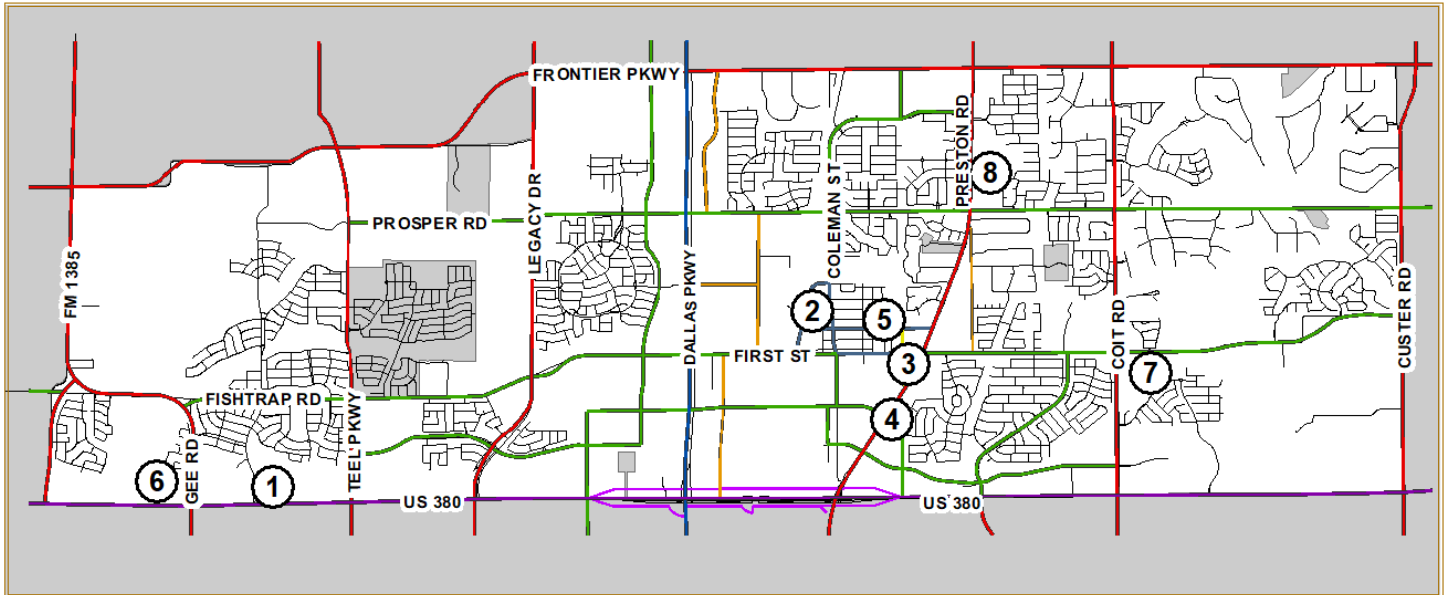 FRONTIER PKWY
PRESTON RD
8
COLEMAN ST
LEGACY DR
PROSPER RD
FM 1385
DALLAS PKWY
CUSTER RD
COIT RD
2
5
FIRST ST
3
7
FISHTRAP RD
4
TEEL PKWY
GEE RD
6
1
US 380
US 380